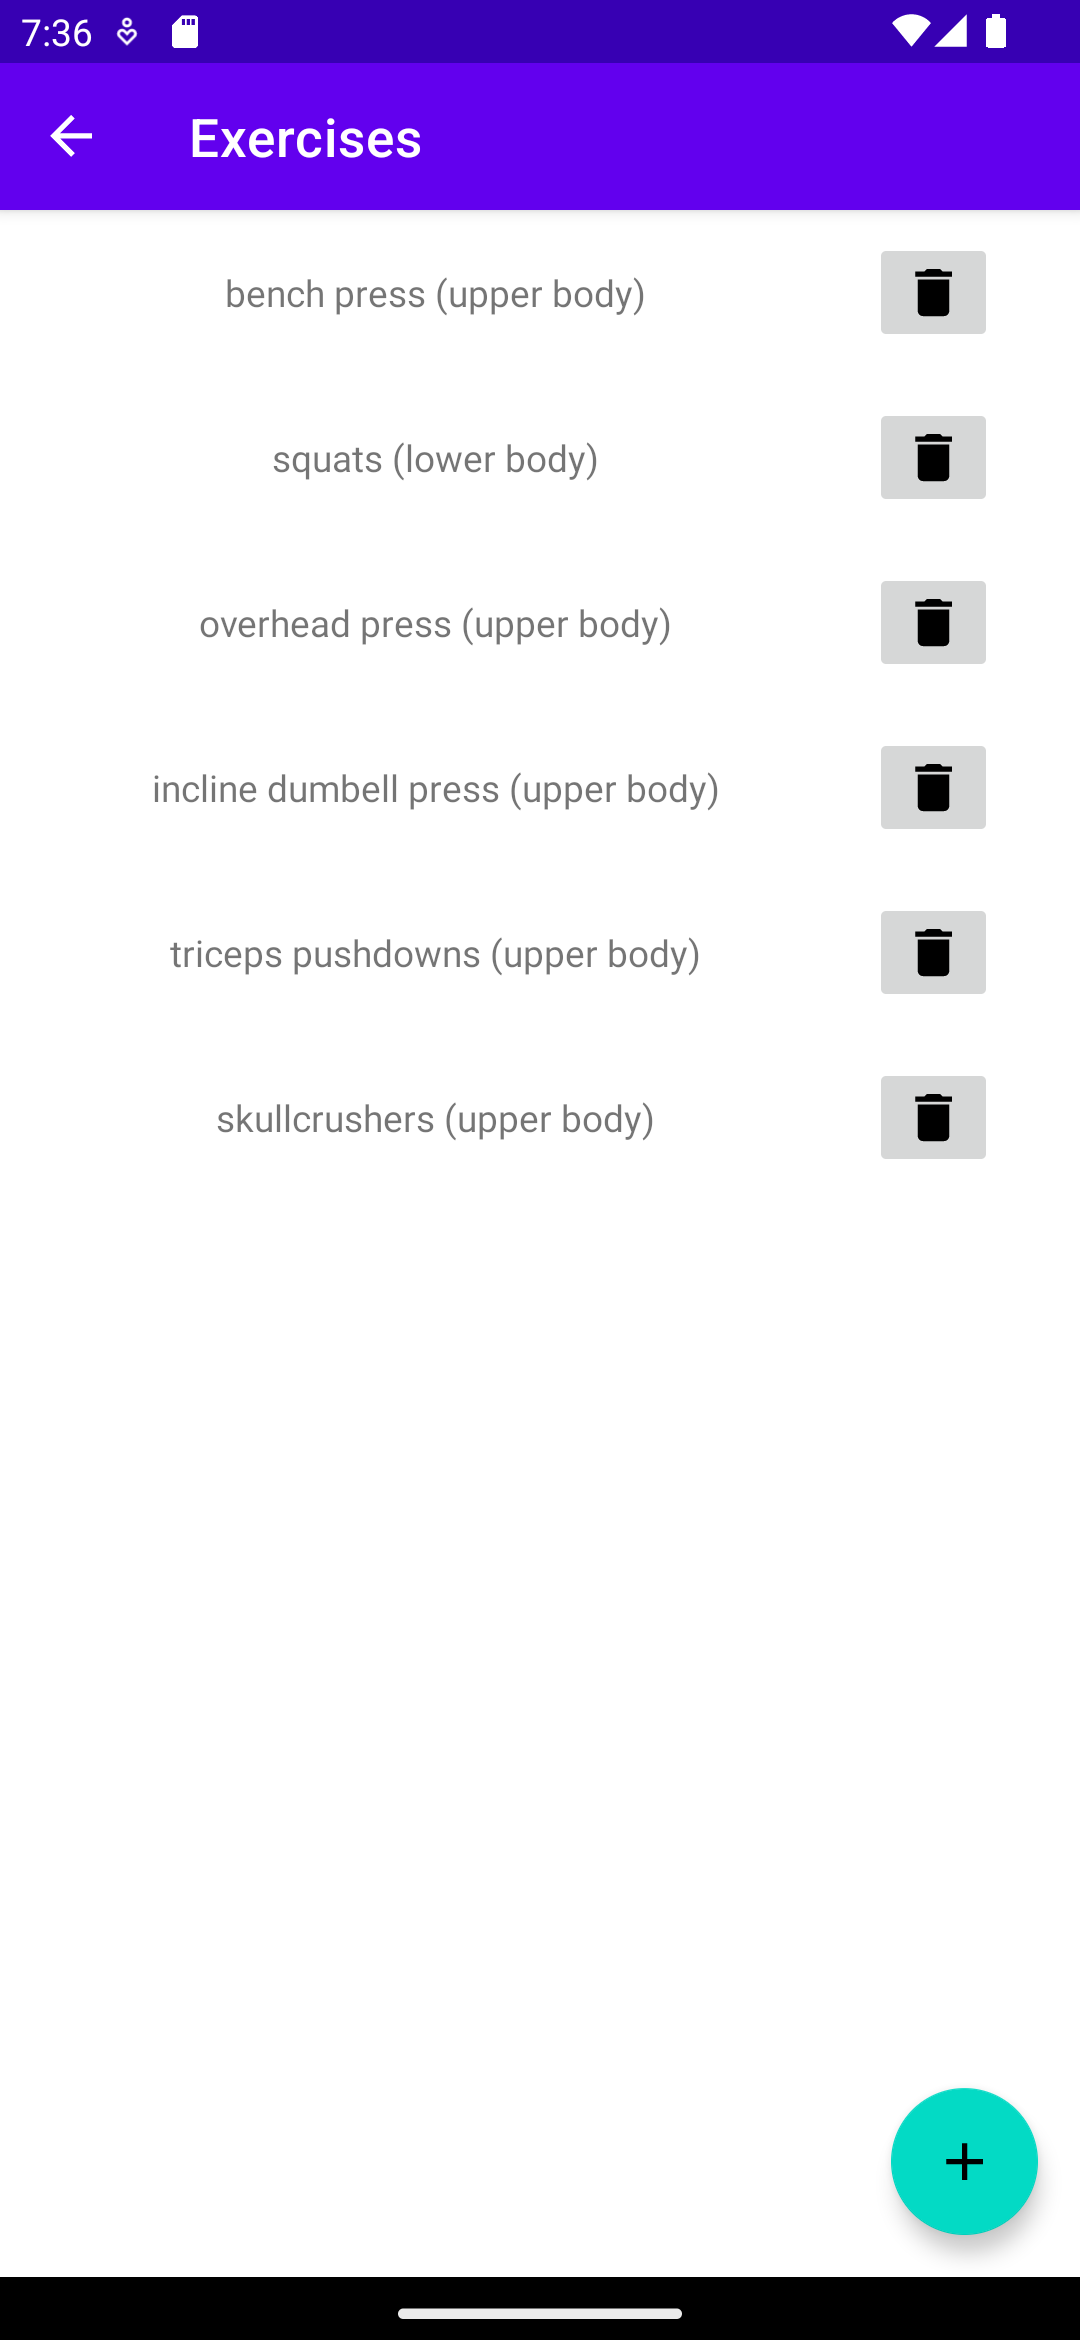 7:36
Exercises
bench press (upper body)
squats (lower body)
overhead press (upper body)
incline dumbell press (upper body)
triceps pushdowns (upper body)
skullcrushers (upper body)